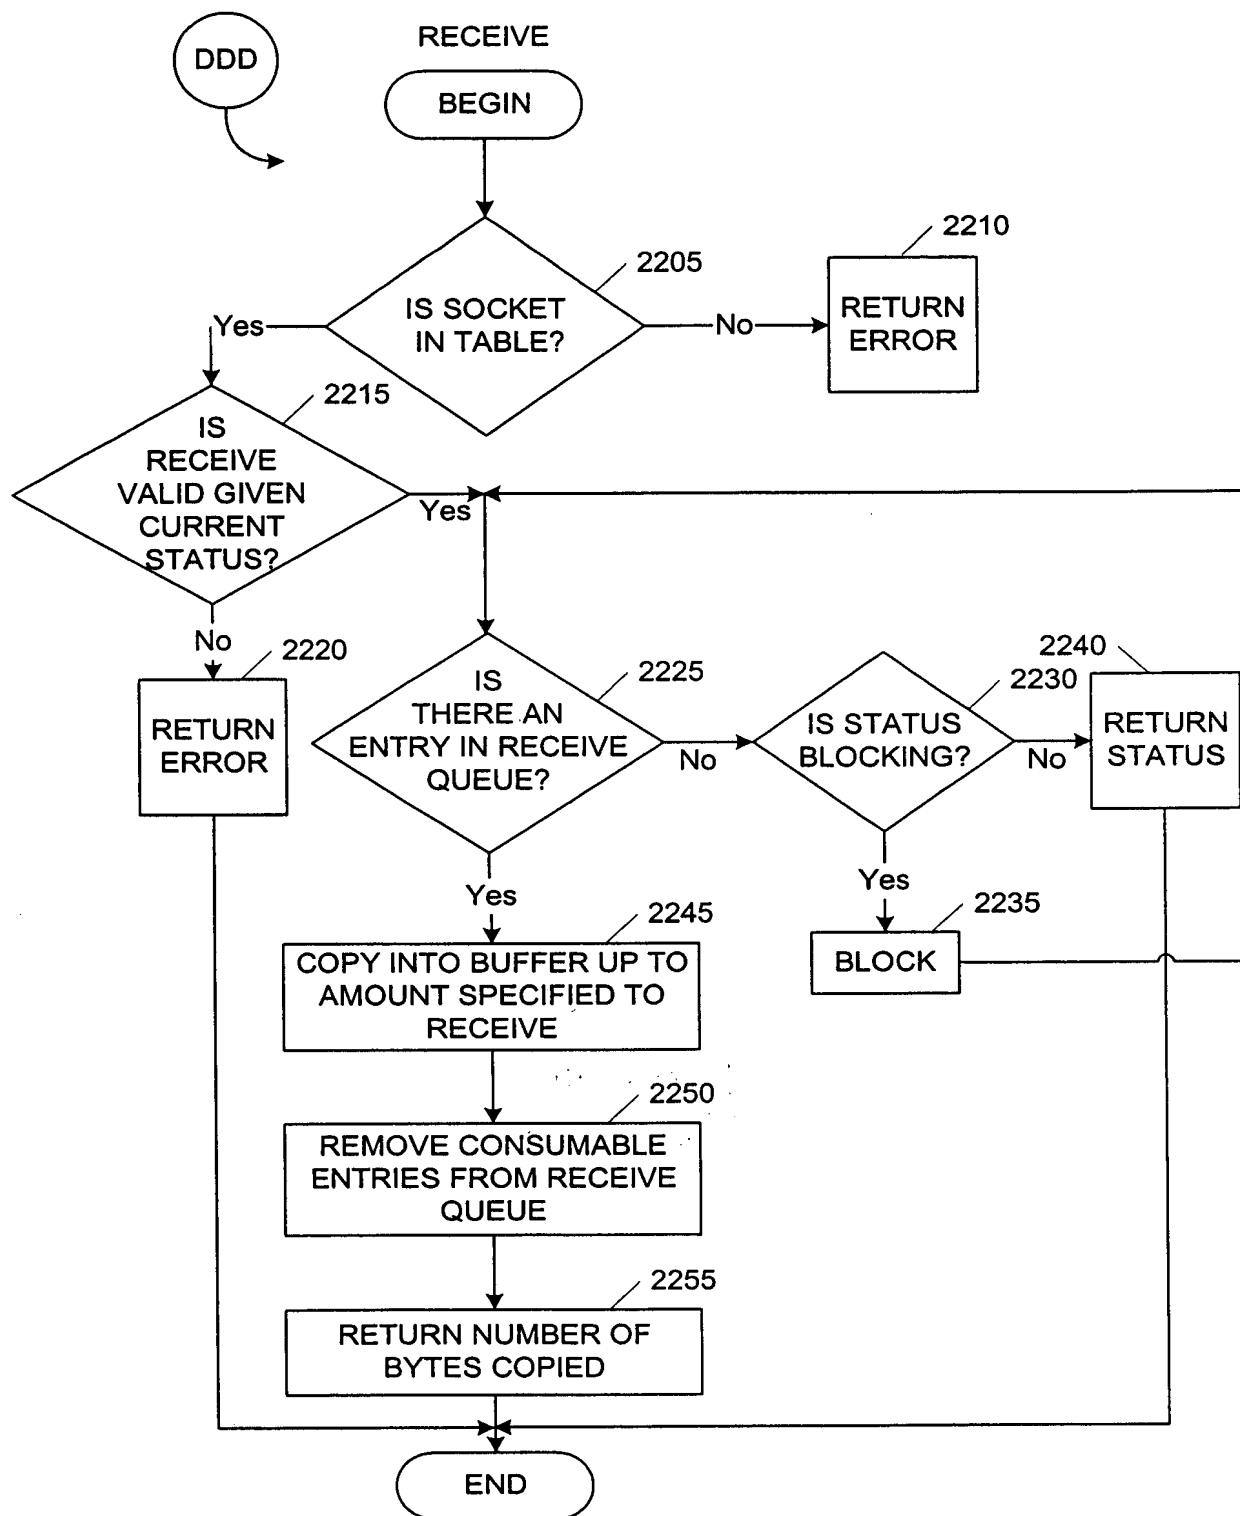 DDD
RECEIVE
BEGIN
2205
IS SOCKET
IN TABLE?
Yes
No
2210
RETURN
ERROR
2215
IS
RECEIVE
VALID GIVEN
CURRENT
STATUS?
Yes
No
2220
RETURN
ERROR
2225
IS
THERE AN
ENTRY IN RECEIVE
QUEUE?
No
2230
IS STATUS
BLOCKING?
No
2240
RETURN
STATUS
Yes
Yes
2235
BLOCK
2245
COPY INTO BUFFER UP TO
AMOUNT SPECIFIED TO
RECEIVE
2250
REMOVE CONSUMABLE
ENTRIES FROM RECEIVE
QUEUE
2255
RETURN NUMBER OF
BYTES COPIED
END